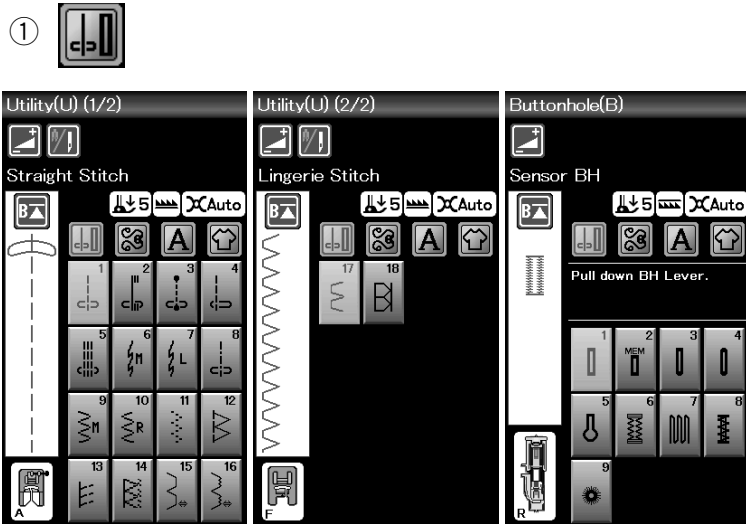 ①
Utility(U) (1/2)
Straight Stitch
B
5 Auto
A
1 2 3 4
5 6 M 7 L 8
9 M 10 R 11 12
13 14 15 16
A
Utility(U) (2/2)
Lingerie Stitch
B
5 Auto
A
17 18
F
Buttonhole(B)
Sensor BH
B
5 Auto
A
Pull down BH Lever.
1 2 MEM 3 4
5 6 7 8
9
R